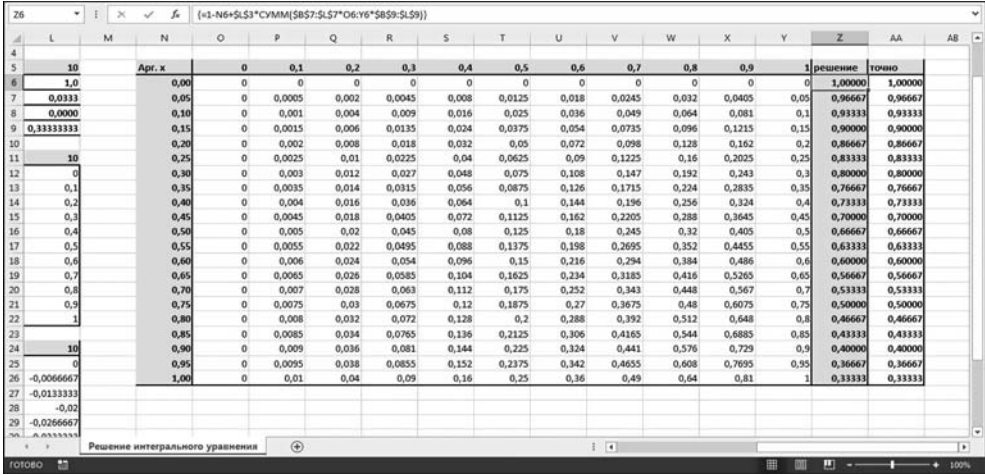 Z6 fx {=1-N6+$L$3*СУММ($B$7:$L$7*O6:Y6*$B$9:$L$9)}
L M N O P Q R S T U V W X Y Z AA AB
4
5 10 Арг. x 0 0,1 0,2 0,3 0,4 0,5 0,6 0,7 0,8 0,9 1 решение точно
6 1,0 0,00 0 0 0 0 0 0 0 0 0 0 0 1,00000 1,00000
7 0,0333 0,05 0 0,0005 0,002 0,0045 0,008 0,0125 0,018 0,0245 0,032 0,0405 0,05 0,96667 0,96667
8 0,0000 0,10 0 0,001 0,004 0,009 0,016 0,025 0,036 0,049 0,064 0,081 0,1 0,93333 0,93333
9 0,33333333 0,15 0 0,0015 0,006 0,0135 0,024 0,0375 0,054 0,0735 0,096 0,1215 0,15 0,90000 0,90000
10 0,20 0 0,002 0,008 0,018 0,032 0,05 0,072 0,098 0,128 0,162 0,2 0,86667 0,86667
11 10 0,25 0 0,0025 0,01 0,0225 0,04 0,0625 0,09 0,1225 0,16 0,2025 0,25 0,83333 0,83333
12 0 0,30 0 0,003 0,012 0,027 0,048 0,075 0,108 0,147 0,192 0,243 0,3 0,80000 0,80000
13 0,1 0,35 0 0,0035 0,014 0,0315 0,056 0,0875 0,126 0,1715 0,224 0,2835 0,35 0,76667 0,76667
14 0,2 0,40 0 0,004 0,016 0,036 0,064 0,1 0,144 0,196 0,256 0,324 0,4 0,73333 0,73333
15 0,3 0,45 0 0,0045 0,018 0,0405 0,072 0,1125 0,162 0,2205 0,288 0,3645 0,45 0,70000 0,70000
16 0,4 0,50 0 0,005 0,02 0,045 0,08 0,125 0,18 0,245 0,32 0,405 0,5 0,66667 0,66667
17 0,5 0,55 0 0,0055 0,022 0,0495 0,088 0,1375 0,198 0,2695 0,352 0,4455 0,55 0,63333 0,63333
18 0,6 0,60 0 0,006 0,024 0,054 0,096 0,15 0,216 0,294 0,384 0,486 0,6 0,60000 0,60000
19 0,7 0,65 0 0,0065 0,026 0,0585 0,104 0,1625 0,234 0,3185 0,416 0,5265 0,65 0,56667 0,56667
20 0,8 0,70 0 0,007 0,028 0,063 0,112 0,175 0,252 0,343 0,448 0,567 0,7 0,53333 0,53333
21 0,9 0,75 0 0,0075 0,03 0,0675 0,12 0,1875 0,27 0,3675 0,48 0,6075 0,75 0,50000 0,50000
22 1 0,80 0 0,008 0,032 0,072 0,128 0,2 0,288 0,392 0,512 0,648 0,8 0,46667 0,46667
23 0,85 0 0,0085 0,034 0,0765 0,136 0,2125 0,306 0,4165 0,544 0,6885 0,85 0,43333 0,43333
24 10 0,90 0 0,009 0,036 0,081 0,144 0,225 0,324 0,441 0,576 0,729 0,9 0,40000 0,40000
25 0 0,95 0 0,0095 0,038 0,0855 0,152 0,2375 0,342 0,4655 0,608 0,7695 0,95 0,36667 0,36667
26 -0,0066667 1,00 0 0,01 0,04 0,09 0,16 0,25 0,36 0,49 0,64 0,81 1 0,33333 0,33333
27 -0,0133333
28 -0,02
29 -0,0266667
Решение интегрального уравнения
ГОТОВО 100%